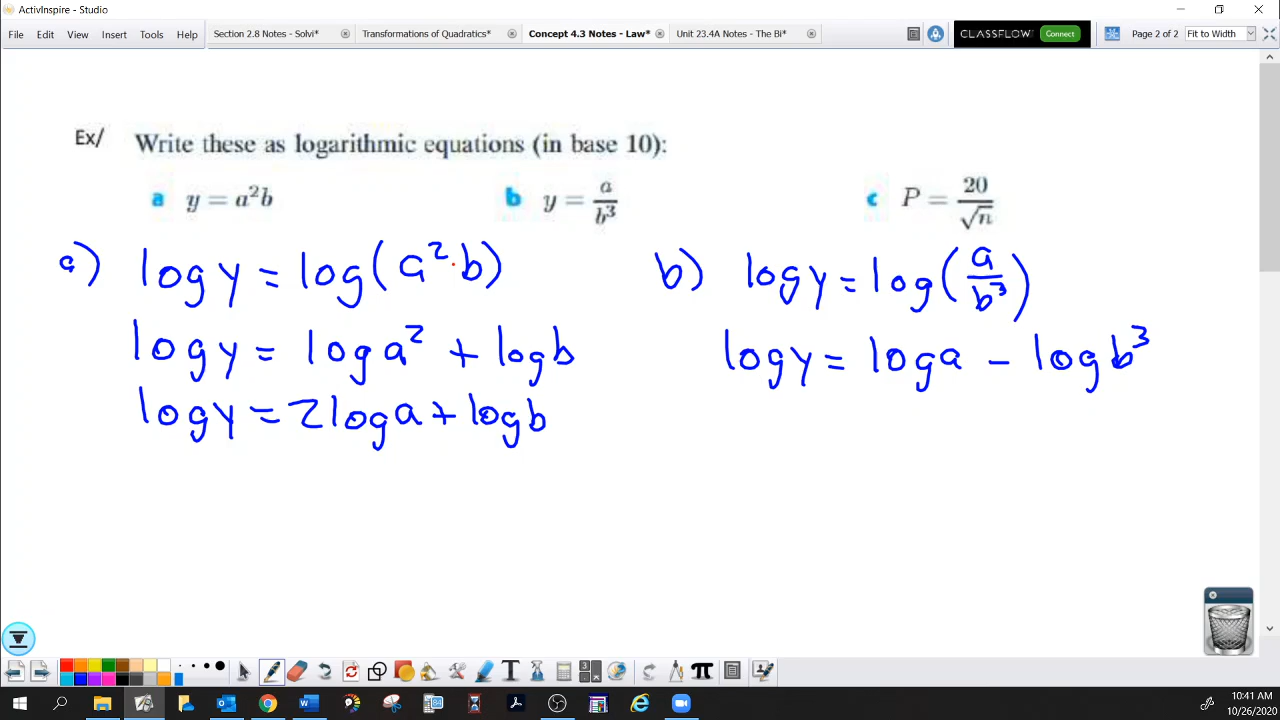 ActivInspire - Studio
File Edit View Insert Tools Help Section 2.8 Notes - Solvi* Transformations of Quadratics* Concept 4.3 Notes - Law* Unit 23.4A Notes - The Bi* CLASSFLOW Connect Page 2 of 2 Fit to Width
Ex/ Write these as logarithmic equations (in base 10):
a y = a²b b y = a/b³ c P = 20/√n
a) log y = log(a²·b) b) log y = log(a/b³)
log y = log a² + log b log y = log a - log b³
log y = 2 log a + log b
10:41 AM
10/26/2020